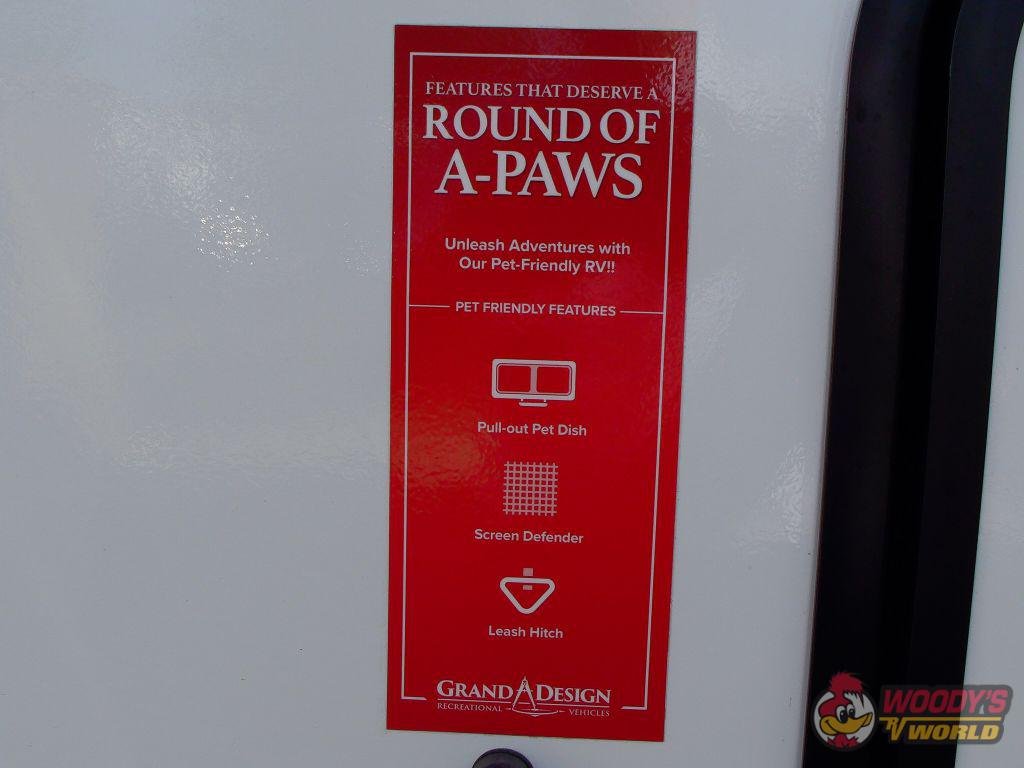 FEATURES THAT DESERVE A
ROUND OF
A-PAWS
Unleash Adventures with
Our Pet-Friendly RV!!
PET FRIENDLY FEATURES
Pull-out Pet Dish
Screen Defender
Leash Hitch
GRAND DESIGN
RECREATIONAL VEHICLES
WOODY'S
RV WORLD